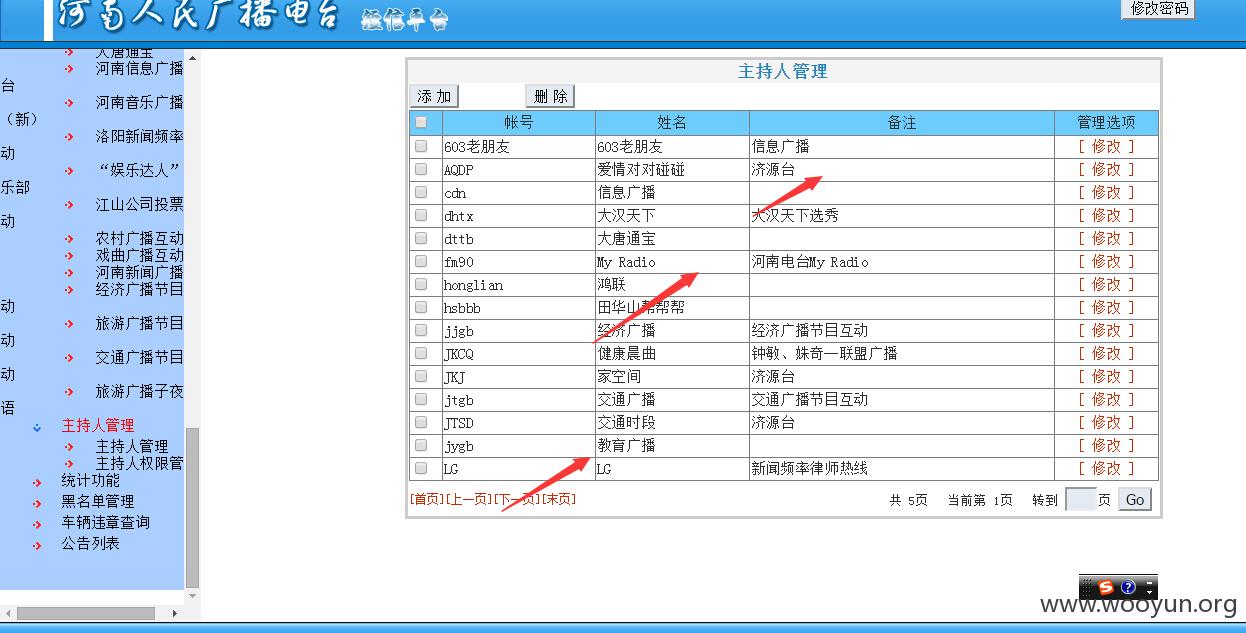 河南人民广播电台 短信平台
修改密码
大唐通宝
河南信息广播
台
河南音乐广播
（新）
洛阳新闻频率
动
“娱乐达人”
乐部
江山公司投票
动
农村广播互动
戏曲广播互动
河南新闻广播
经济广播节目
动
旅游广播节目
动
交通广播节目
动
旅游广播子夜
语
主持人管理
主持人管理
主持人权限管
统计功能
黑名单管理
车辆违章查询
公告列表
主持人管理
添 加 删 除
帐号 姓名 备注 管理选项
603老朋友 603老朋友 信息广播 [ 修改 ]
AQDP 爱情对对碰碰 济源台 [ 修改 ]
cdn 信息广播 [ 修改 ]
dhtx 大汉天下 大汉天下选秀 [ 修改 ]
dttb 大唐通宝 [ 修改 ]
fm90 My Radio 河南电台My Radio [ 修改 ]
honglian 鸿联 [ 修改 ]
hsbbb 田华山帮帮帮 [ 修改 ]
jjgb 经济广播 经济广播节目互动 [ 修改 ]
JKCQ 健康晨曲 钟敏、姝奇一联盟广播 [ 修改 ]
JKJ 家空间 济源台 [ 修改 ]
jtgb 交通广播 交通广播节目互动 [ 修改 ]
JTSD 交通时段 济源台 [ 修改 ]
jygb 教育广播 [ 修改 ]
LG LG 新闻频率律师热线 [ 修改 ]
[首页][上一页][下一页][末页] 共 5页 当前第 1页 转到 页 Go
www.wooyun.org